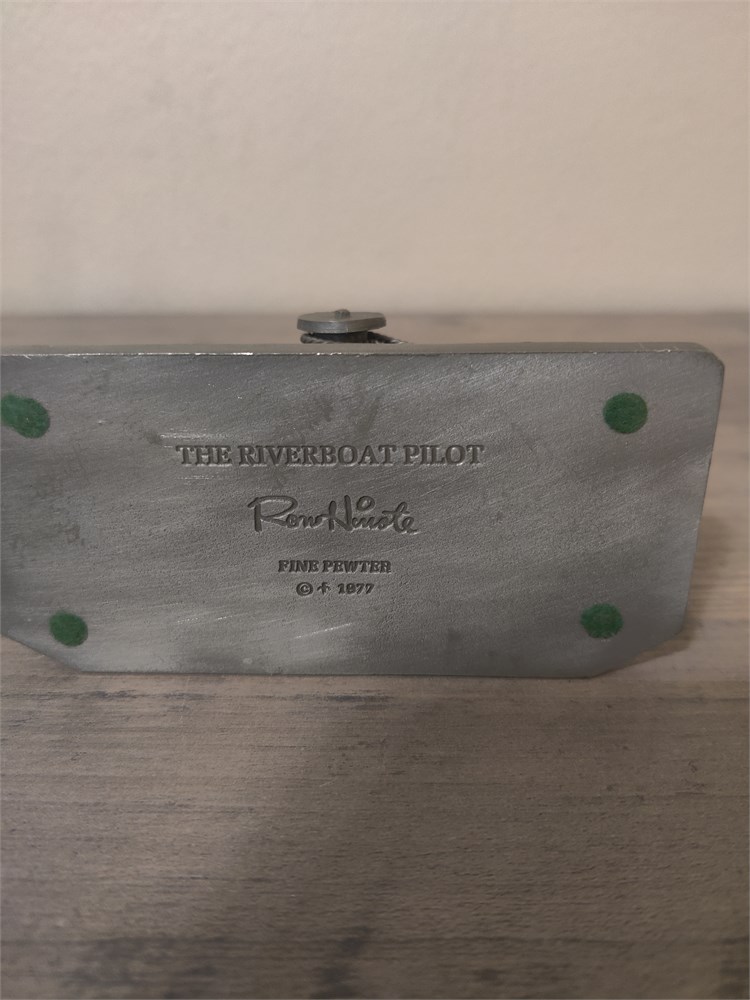 THE RIVERBOAT PILOT
Ron Hinote
FINE PEWTER
© 1977